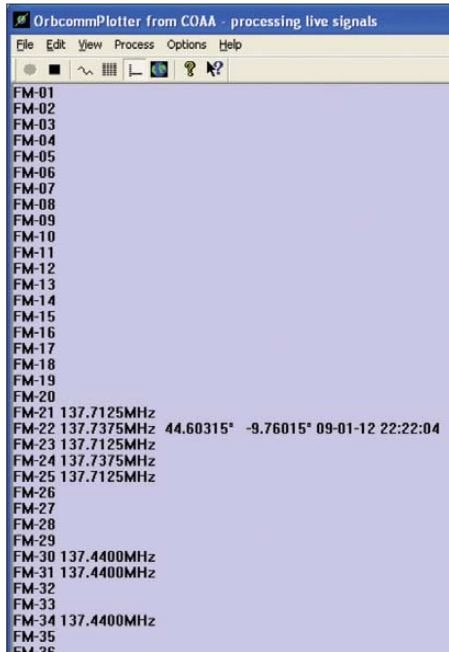 OrbcommPlotter from COAA - processing live signals
File Edit View Process Options Help
FM-01
FM-02
FM-03
FM-04
FM-05
FM-06
FM-07
FM-08
FM-09
FM-10
FM-11
FM-12
FM-13
FM-14
FM-15
FM-16
FM-17
FM-18
FM-19
FM-20
FM-21 137.7125MHz
FM-22 137.7375MHz 44.60315° -9.76015° 09-01-12 22:22:04
FM-23 137.7125MHz
FM-24 137.7375MHz
FM-25 137.7125MHz
FM-26
FM-27
FM-28
FM-29
FM-30 137.4400MHz
FM-31 137.4400MHz
FM-32
FM-33
FM-34 137.4400MHz
FM-35
FM-36